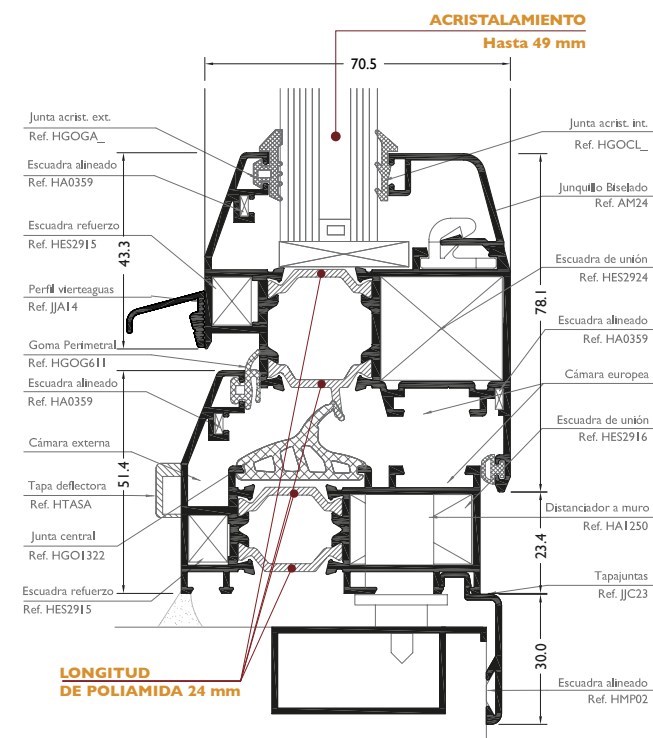 ACRISTALAMIENTO
Hasta 49 mm
70.5
Junta acrist. ext.
Ref. HGOGA_
Escuadra alineado
Ref. HA0359
Escuadra refuerzo
Ref. HES2915
43.3
Perfil vierteaguas
Ref. JJA14
Goma Perimetral
Ref. HGOG611
Escuadra alineado
Ref. HA0359
Cámara externa
51.4
Tapa deflectora
Ref. HTASA
Junta central
Ref. HGO1322
Escuadra refuerzo
Ref. HES2915
LONGITUD
DE POLIAMIDA 24 mm
Junta acrist. int.
Ref. HGOCL_
Junquillo Biselado
Ref. AM24
Escuadra de unión
Ref. HES2924
78.1
Escuadra alineado
Ref. HA0359
Cámara europea
Escuadra de unión
Ref. HES2916
Distanciador a muro
Ref. HA1250
23.4
Tapajuntas
Ref. JJC23
30.0
Escuadra alineado
Ref. HMP02